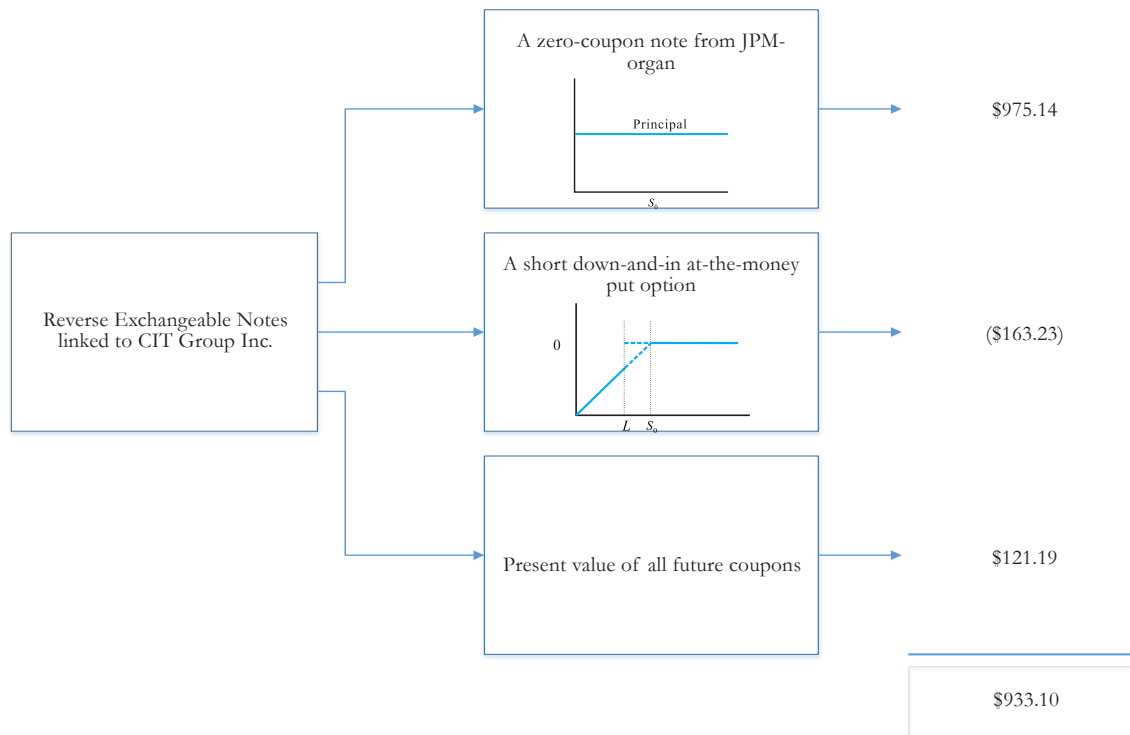 A zero-coupon note from JPM-
organ
Principal
S₀
$975.14
Reverse Exchangeable Notes
linked to CIT Group Inc.
A short down-and-in at-the-money
put option
0
L S₀
($163.23)
Present value of all future coupons
$121.19
$933.10